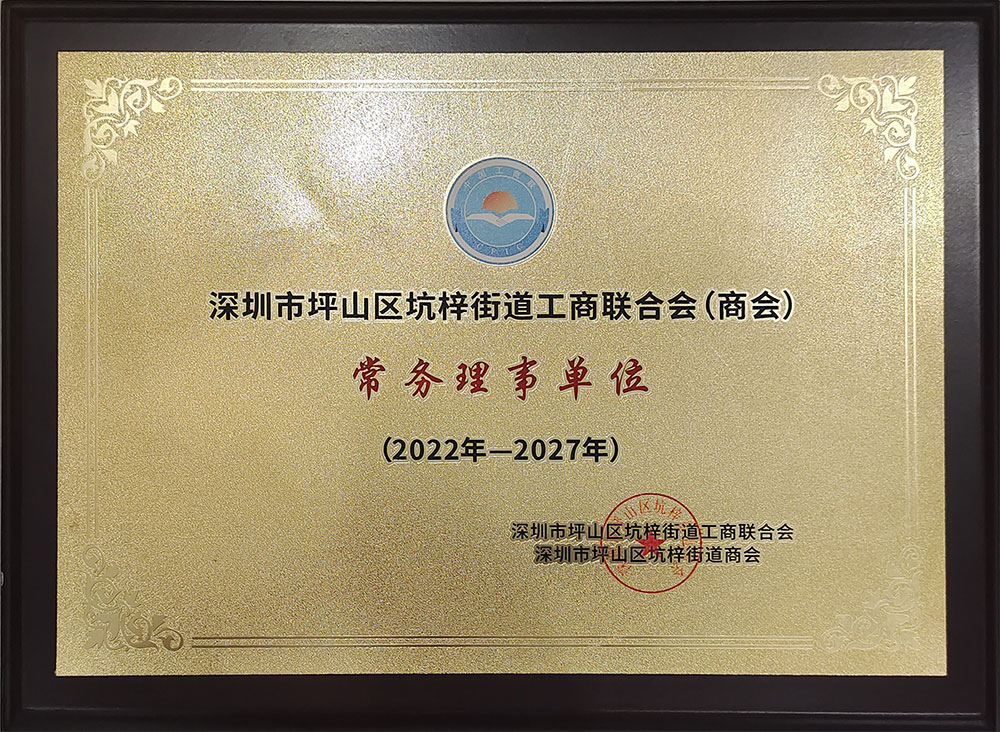 深圳市坪山区坑梓街道工商联合会(商会)
常务理事单位
(2022年—2027年)
深圳市坪山区坑梓街道工商联合会
深圳市坪山区坑梓街道商会